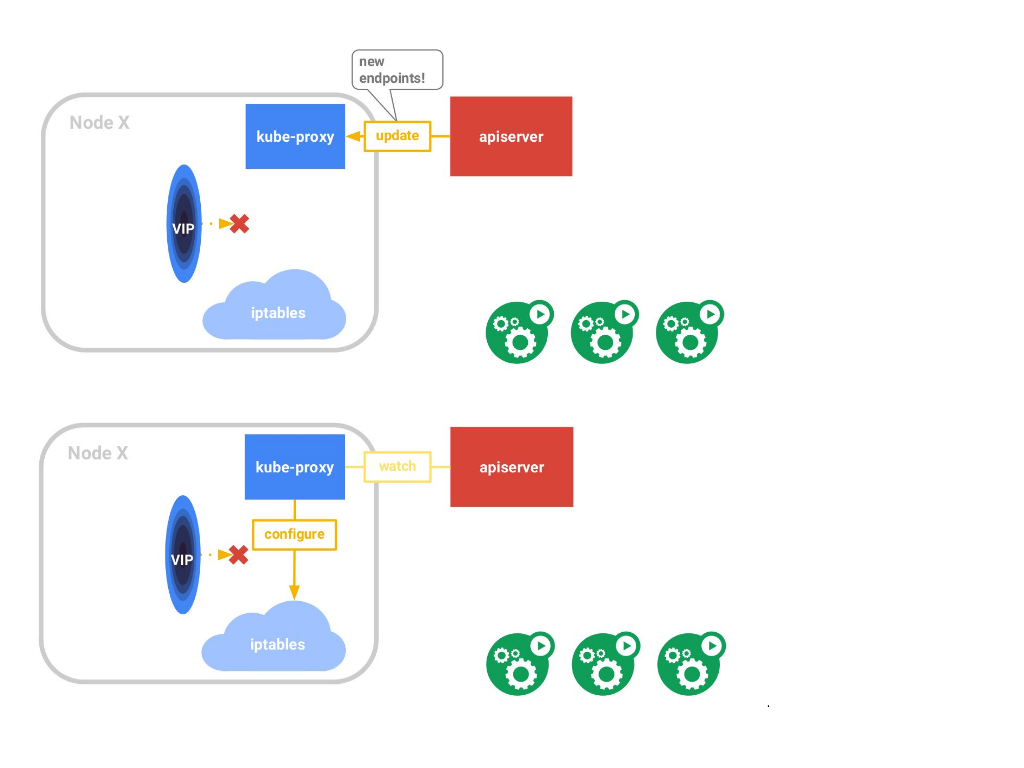 new
endpoints!
Node X
kube-proxy
update
apiserver
VIP
iptables
Node X
kube-proxy
watch
apiserver
configure
VIP
iptables